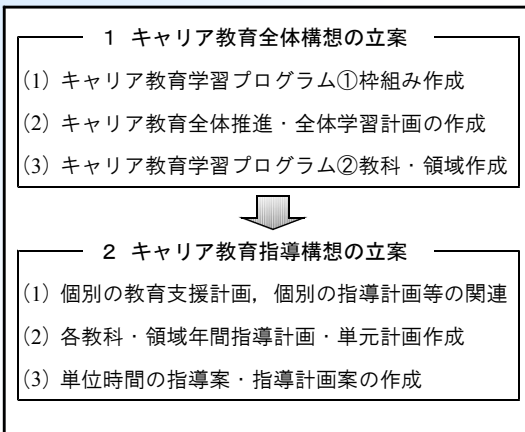 １ キャリア教育全体構想の立案
(1) キャリア教育学習プログラム①枠組み作成
(2) キャリア教育全体推進・全体学習計画の作成
(3) キャリア教育学習プログラム②教科・領域作成
２ キャリア教育指導構想の立案
(1) 個別の教育支援計画，個別の指導計画等の関連
(2) 各教科・領域年間指導計画・単元計画作成
(3) 単位時間の指導案・指導計画案の作成